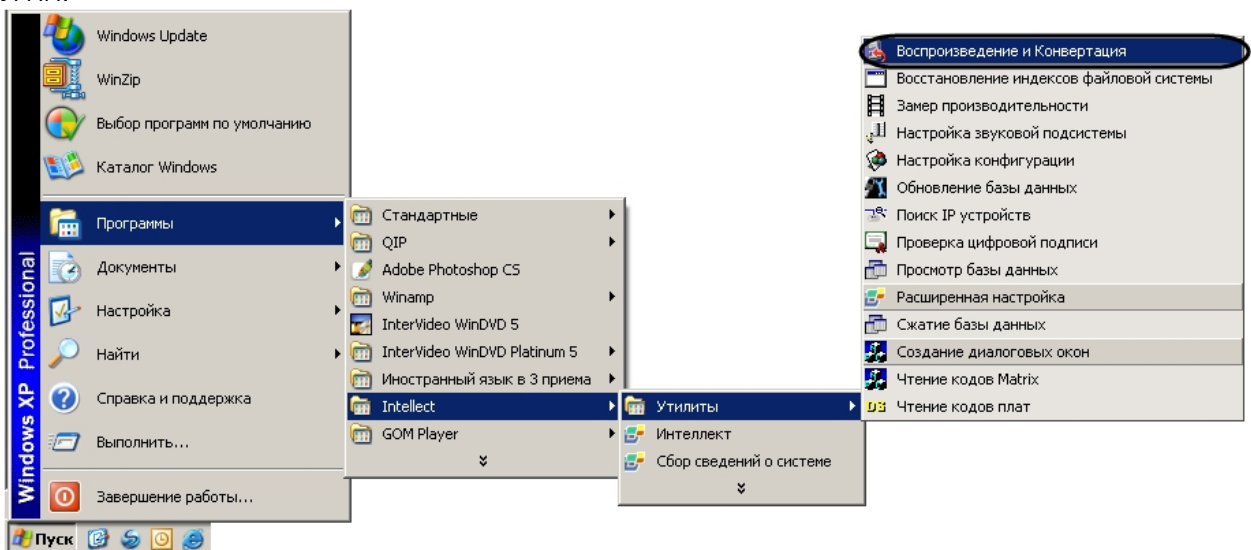 Windows Update
WinZip
Выбор программ по умолчанию
Каталог Windows
Программы
Документы
Настройка
Найти
Справка и поддержка
Выполнить...
Завершение работы...
Windows XP Professional
Пуск
Стандартные
QIP
Adobe Photoshop CS
Winamp
InterVideo WinDVD 5
InterVideo WinDVD Platinum 5
Иностранный язык в 3 приема
Intellect
GOM Player
Утилиты
Интеллект
Сбор сведений о системе
Воспроизведение и Конвертация
Восстановление индексов файловой системы
Замер производительности
Настройка звуковой подсистемы
Настройка конфигурации
Обновление базы данных
Поиск IP устройств
Проверка цифровой подписи
Просмотр базы данных
Расширенная настройка
Сжатие базы данных
Создание диалоговых окон
Чтение кодов Matrix
Чтение кодов плат